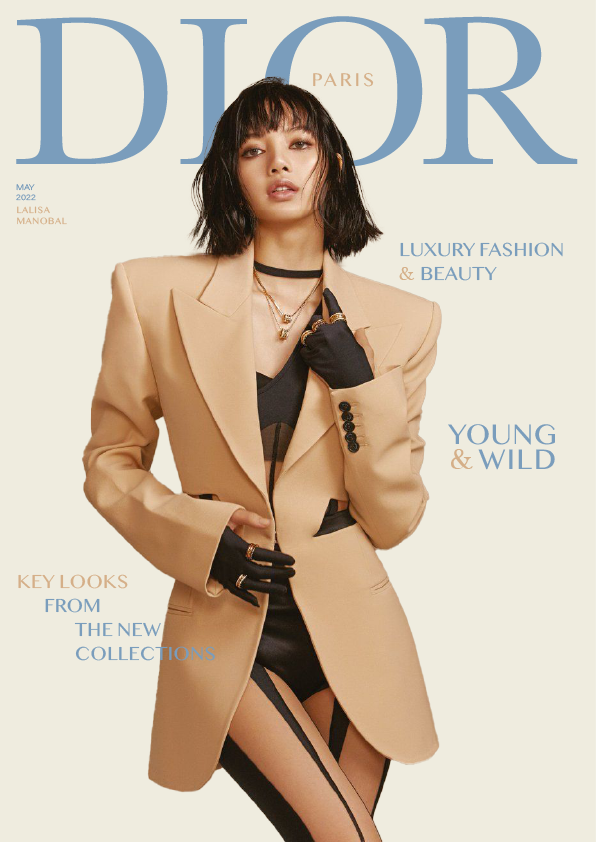 DIOR
PARIS
MAY
2022
LALISA
MANOBAL
LUXURY FASHION
& BEAUTY
YOUNG
& WILD
KEY LOOKS
FROM
THE NEW
COLLECTIONS